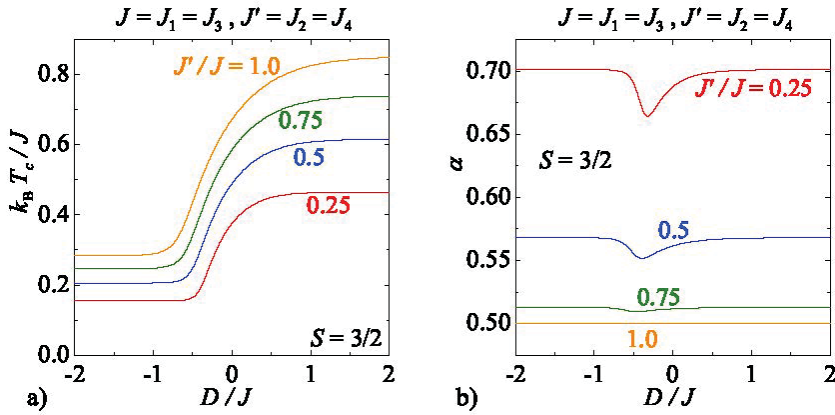 J = J₁ = J₃ , J′ = J₂ = J₄
k_B T_c / J
0.8
0.6
0.4
0.2
0.0
J′ / J = 1.0
0.75
0.5
0.25
S = 3/2
-2
-1
0
1
2
a)
D / J
J = J₁ = J₃ , J′ = J₂ = J₄
α
0.70
0.65
0.60
0.55
0.50
J′ / J = 0.25
S = 3/2
0.5
0.75
1.0
-2
-1
0
1
2
b)
D / J